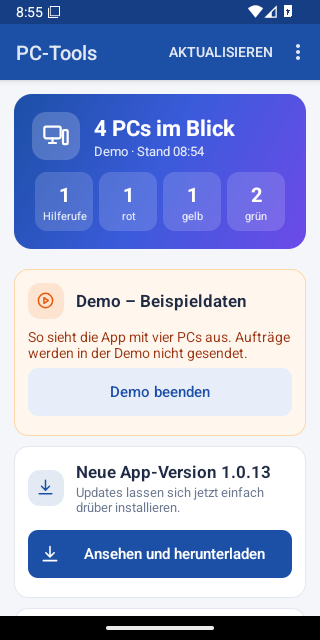 8:55
PC-Tools
AKTUALISIEREN
4 PCs im Blick
Demo · Stand 08:54
1
Hilferufe
1
rot
1
gelb
2
grün
Demo – Beispieldaten
So sieht die App mit vier PCs aus. Aufträge
werden in der Demo nicht gesendet.
Demo beenden
Neue App-Version 1.0.13
Updates lassen sich jetzt einfach
drüber installieren.
Ansehen und herunterladen